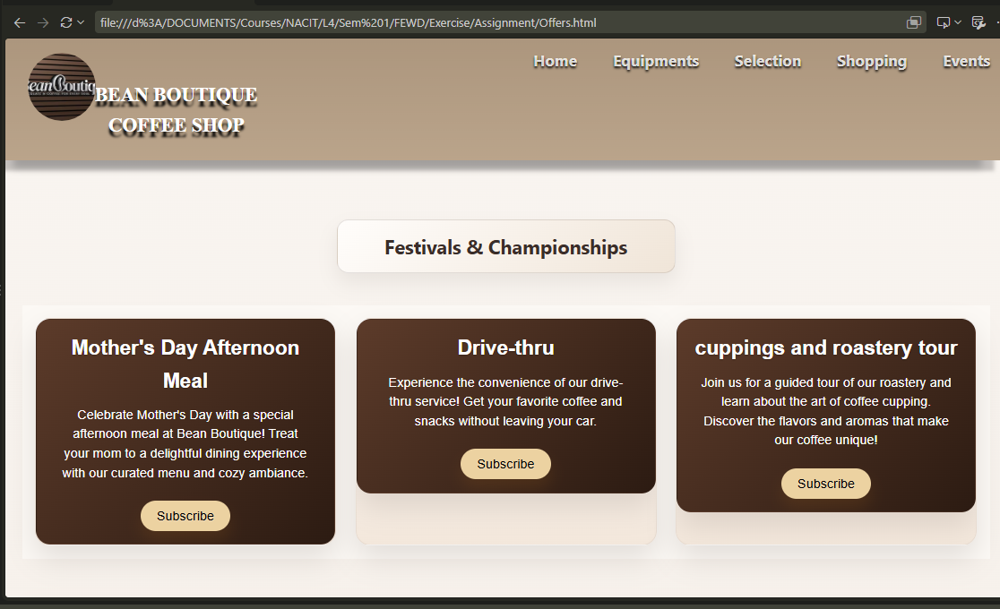 file:///d%3A/DOCUMENTS/Courses/NACIT/L4/Sem%201/FEWD/Exercise/Assignment/Offers.html
Home Equipments Selection Shopping Events
BEAN BOUTIQUE
COFFEE SHOP
Festivals & Championships
Mother's Day Afternoon
Meal
Celebrate Mother's Day with a special
afternoon meal at Bean Boutique! Treat
your mom to a delightful dining experience
with our curated menu and cozy ambiance.
Subscribe
Drive-thru
Experience the convenience of our drive-
thru service! Get your favorite coffee and
snacks without leaving your car.
Subscribe
cuppings and roastery tour
Join us for a guided tour of our roastery and
learn about the art of coffee cupping.
Discover the flavors and aromas that make
our coffee unique!
Subscribe